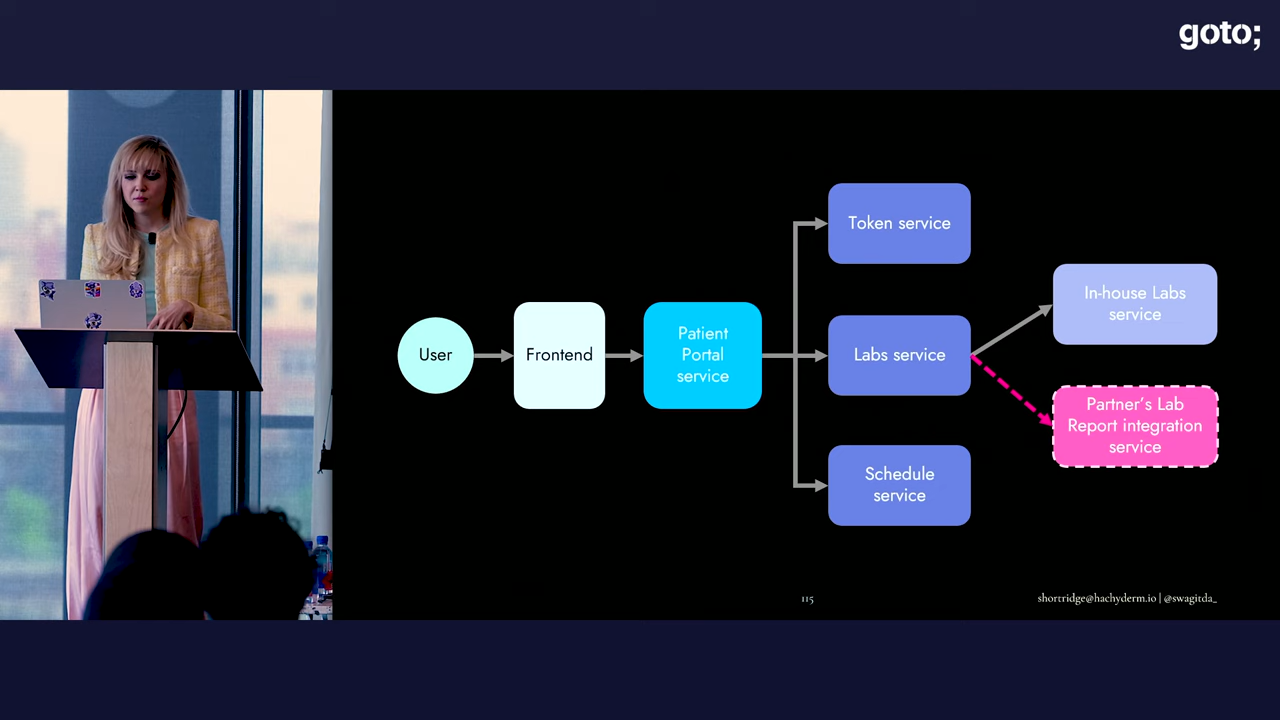 goto;
Token service
In-house Labs
service
User
Frontend
Patient
Portal
service
Labs service
Partner's Lab
Report integration
service
Schedule
service
115
shortridge@hachyderm.io | @swagitda_